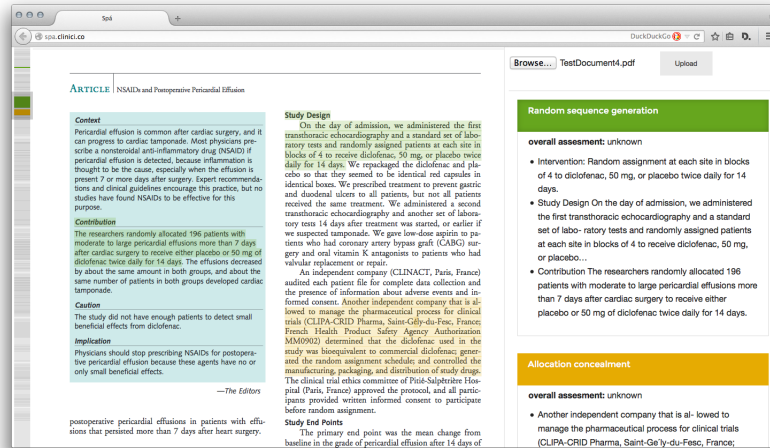 Spá
spa.clinici.co
DuckDuckGo
Browse... TestDocument4.pdf Upload
ARTICLE NSAIDs and Postoperative Pericardial Effusion
Context
Pericardial effusion is common after cardiac surgery, and it
can progress to cardiac tamponade. Most physicians pre-
scribe a nonsteroidal anti-inflammatory drug (NSAID) if
pericardial effusion is detected, because inflammation is
thought to be the cause, especially when the effusion is
present 7 or more days after surgery. Expert recommenda-
tions and clinical guidelines encourage this practice, but no
studies have found NSAIDs to be effective for this
purpose.
Contribution
The researchers randomly allocated 196 patients with
moderate to large pericardial effusions more than 7 days
after cardiac surgery to receive either placebo or 50 mg of
diclofenac twice daily for 14 days. The effusions decreased
by about the same amount in both groups, and about the
same number of patients in both groups developed cardiac
tamponade.
Caution
The study did not have enough patients to detect small
beneficial effects from diclofenac.
Implication
Physicians should stop prescribing NSAIDs for postopera-
tive pericardial effusion because these agents have no or
only small beneficial effects.
—The Editors
postoperative pericardial effusions in patients with effu-
sions that persisted more than 7 days after heart surgery.
Study Design
On the day of admission, we administered the first
transthoracic echocardiography and a standard set of labo-
ratory tests and randomly assigned patients at each site in
blocks of 4 to receive diclofenac, 50 mg, or placebo twice
daily for 14 days. We repackaged the diclofenac and pla-
cebo so that they seemed to be identical red capsules in
identical boxes. We prescribed treatment to prevent gastric
and duodenal ulcers to all patients, but not all patients
received the same treatment. We administered a second
transthoracic echocardiography and another set of labora-
tory tests 14 days after treatment was started, or earlier if
we suspected tamponade. We gave low-dose aspirin to pa-
tients who had coronary artery bypass graft (CABG) sur-
gery and oral vitamin K antagonists to patients who had
valvular replacement or repair.
An independent company (CLINACT, Paris, France)
audited each patient file for complete data collection and
the presence of information about adverse events and in-
formed consent. Another independent company that is al-
lowed to manage the pharmaceutical process for clinical
trials (CLIPA-CRID Pharma, Saint-Gély-du-Fesc, France;
French Health Product Safety Agency Authorization
MM0902) determined that the diclofenac used in the
study was bioequivalent to commercial diclofenac; gener-
ated the random assignment schedule; and controlled the
manufacturing, packaging, and distribution of study drugs.
The clinical trial ethics committee of Pitié-Salpêtrière Hos-
pital (Paris, France) approved the protocol, and all partic-
ipants provided written informed consent to participate
before random assignment.
Study End Points
The primary end point was the mean change from
baseline in the grade of pericardial effusion after 14 days of
Random sequence generation
overall assesment: unknown
• Intervention: Random assignment at each site in blocks
of 4 to diclofenac, 50 mg, or placebo twice daily for 14
days.
• Study Design On the day of admission, we administered
the first transthoracic echocardiography and a standard
set of labo- ratory tests and randomly assigned patients
at each site in blocks of 4 to receive diclofenac, 50 mg,
or placebo…
• Contribution The researchers randomly allocated 196
patients with moderate to large pericardial effusions more
than 7 days after cardiac surgery to receive either
placebo or 50 mg of diclofenac twice daily for 14 days.
Allocation concealment
overall assesment: unknown
• Another independent company that is al- lowed to
manage the pharmaceutical process for clinical trials
(CLIPA-CRID Pharma, Saint-Ge´ly-du-Fesc, France;